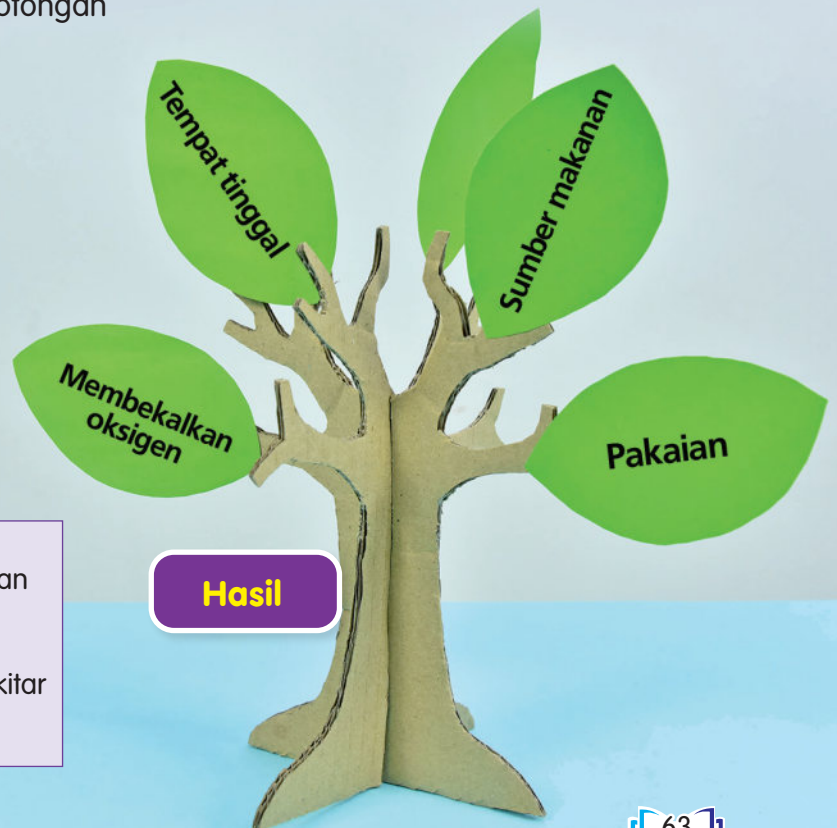 Tempat tinggal
Sumber makanan
Membekalkan
oksigen
Pakaian
Hasil
63